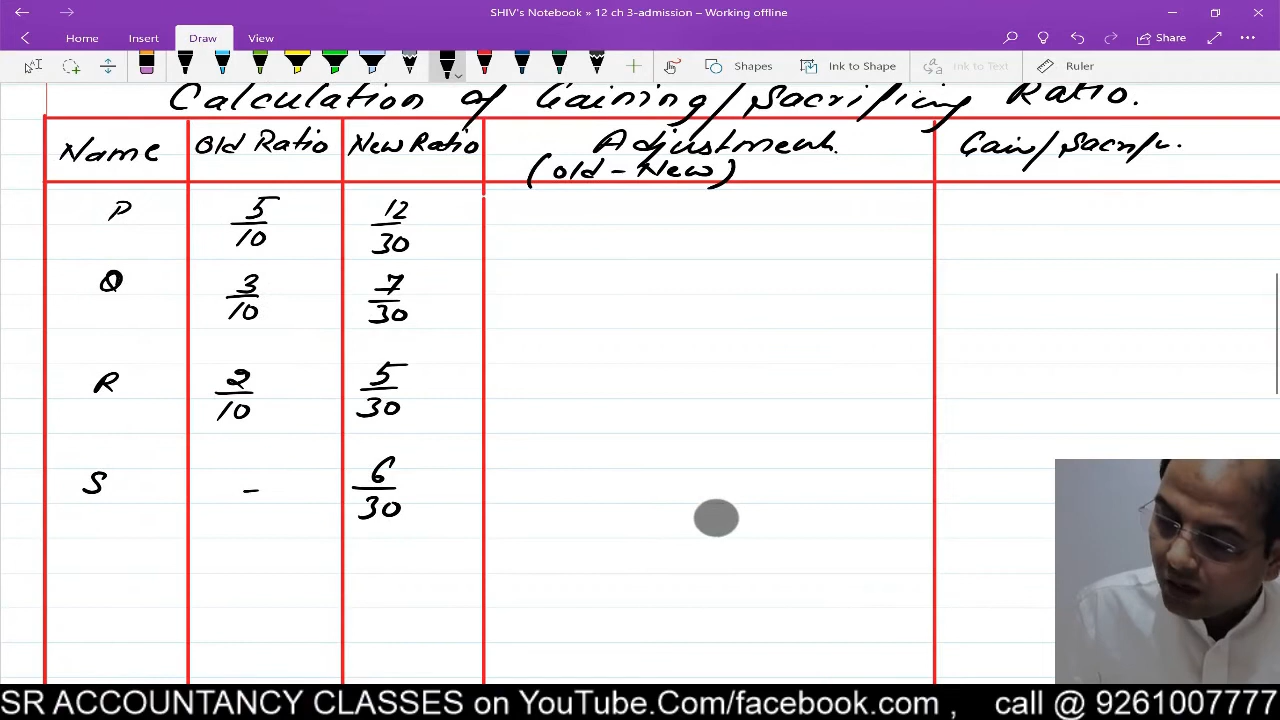 SHIV's Notebook » 12 ch 3-admission – Working offline
Home Insert Draw View
Share
Shapes Ink to Shape Ink to Text Ruler
Calculation of Gaining/Sacrificing Ratio.
Name Old Ratio New Ratio Adjustment. Gain/Sacrifi.
(Old - New)
P 5/10 12/30
Q 3/10 7/30
R 2/10 5/30
S - 6/30
SR ACCOUNTANCY CLASSES on YouTube.Com/facebook.com , call @ 9261007777